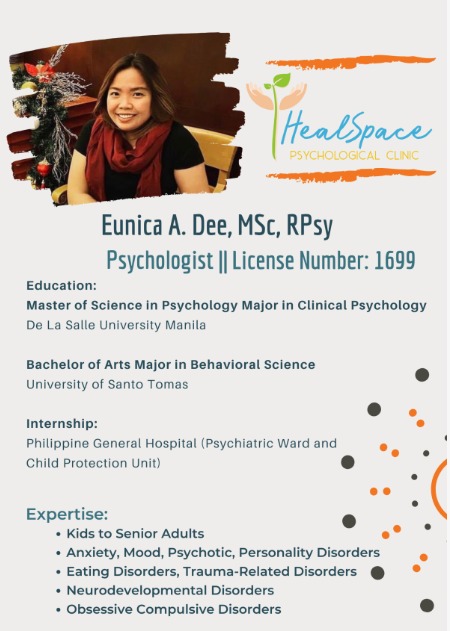 HealSpace
PSYCHOLOGICAL CLINIC
Eunica A. Dee, MSc, RPsy
Psychologist || License Number: 1699
Education:
Master of Science in Psychology Major in Clinical Psychology
De La Salle University Manila
Bachelor of Arts Major in Behavioral Science
University of Santo Tomas
Internship:
Philippine General Hospital (Psychiatric Ward and
Child Protection Unit)
Expertise:
• Kids to Senior Adults
• Anxiety, Mood, Psychotic, Personality Disorders
• Eating Disorders, Trauma-Related Disorders
• Neurodevelopmental Disorders
• Obsessive Compulsive Disorders